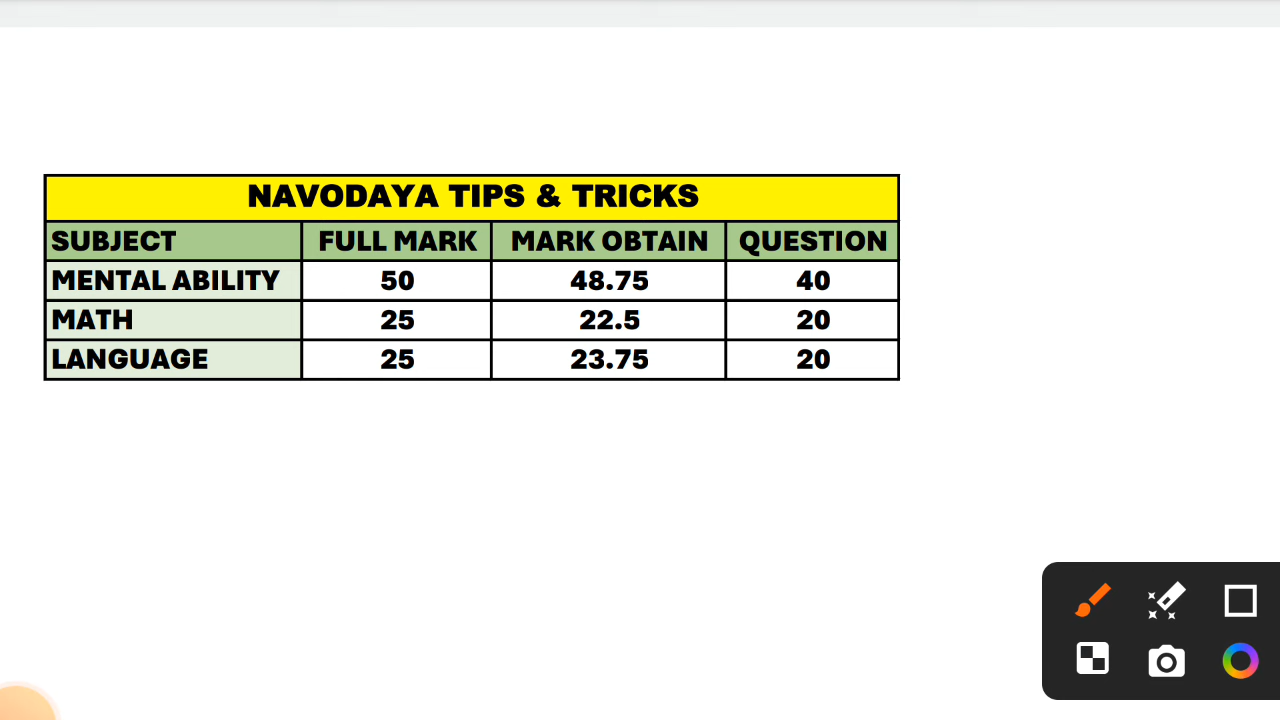 NAVODAYA TIPS & TRICKS
SUBJECT FULL MARK MARK OBTAIN QUESTION
MENTAL ABILITY 50 48.75 40
MATH 25 22.5 20
LANGUAGE 25 23.75 20